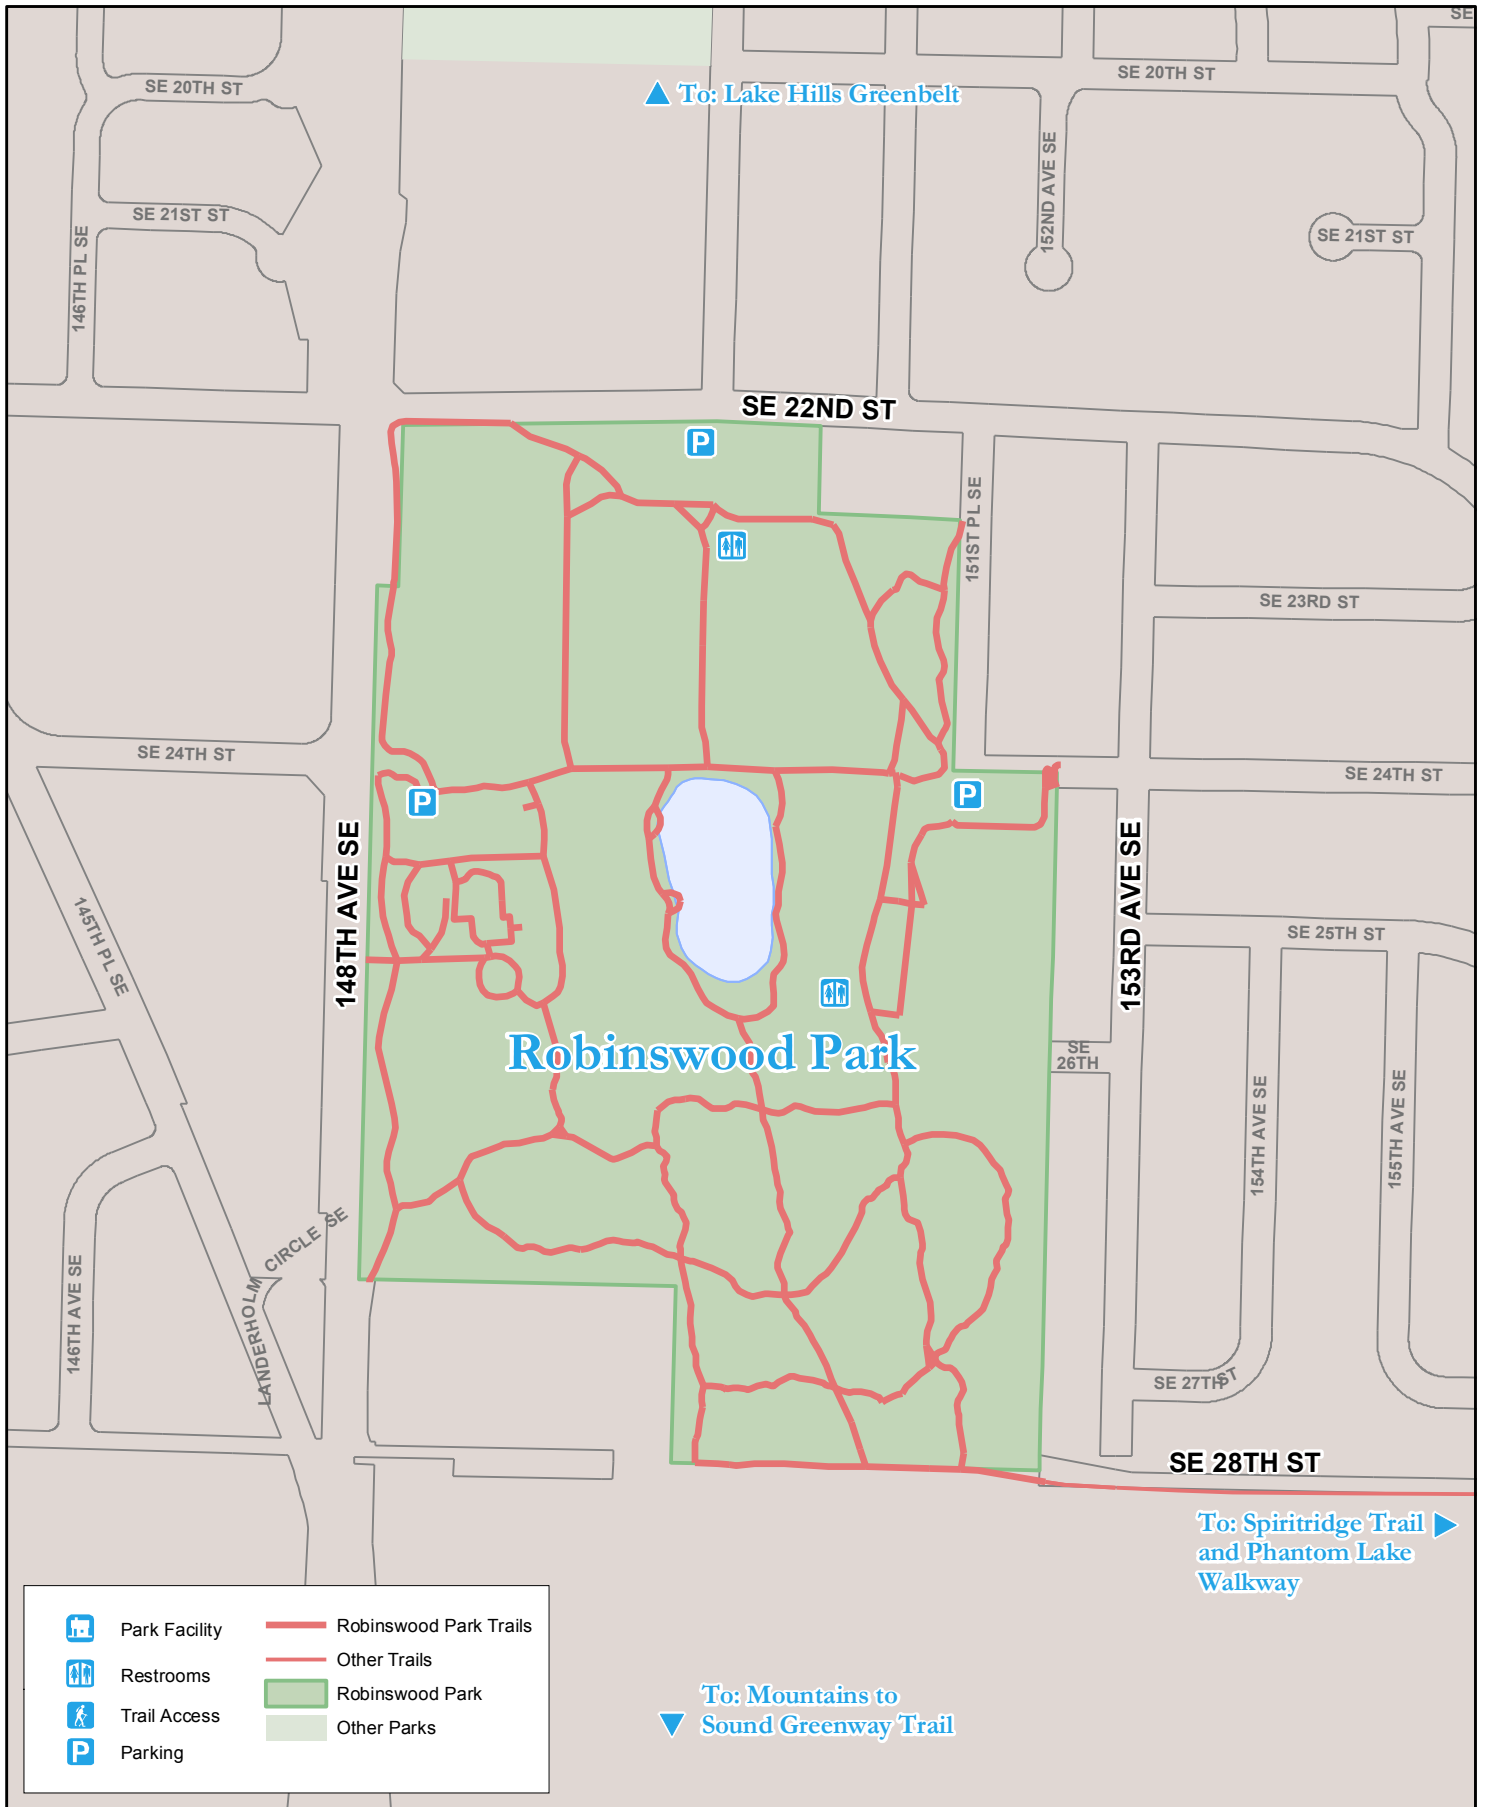 SE
SE 20TH ST
SE 20TH ST
To: Lake Hills Greenbelt
152ND AVE SE
SE 21ST ST
SE 21ST ST
146TH PL SE
SE 22ND ST
P
151ST PL SE
SE 23RD ST
SE 24TH ST
SE 24TH ST
P
P
148TH AVE SE
153RD AVE SE
145TH PL SE
SE 25TH ST
Robinswood Park
SE
26TH
154TH AVE SE
155TH AVE SE
LANDERHOLM CIRCLE SE
146TH AVE SE
SE 27TH ST
SE 28TH ST
To: Spiritridge Trail
and Phantom Lake
Walkway
Park Facility
Restrooms
Trail Access
P Parking
Robinswood Park Trails
Other Trails
Robinswood Park
Other Parks
To: Mountains to
Sound Greenway Trail